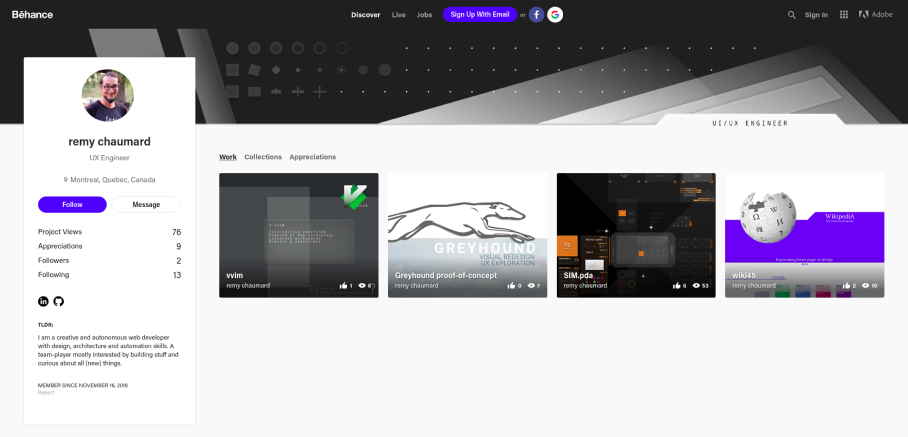 Bēhance
Discover Live Jobs Sign Up With Email or f G
Sign In Adobe
UI/UX ENGINEER
remy chaumard
UX Engineer
Montreal, Quebec, Canada
Follow Message
Project Views 76
Appreciations 9
Followers 2
Following 13
in
TLDR:
I am a creative and autonomous web developer
with design, architecture and automation skills. A
team-player mostly interested by building stuff and
curious about all (new) things.
MEMBER SINCE NOVEMBER 16, 2018
Report
Work Collections Appreciations
vvim
remy chaumard 1 6
GREYHOUND
VISUAL REDESIGN
UX EXPLORATION
Greyhound proof-of-concept
remy chaumard 0 7
Fe
SIM.pda
remy chaumard 6 53
WikipediA
wiki45
remy chaumard 2 10